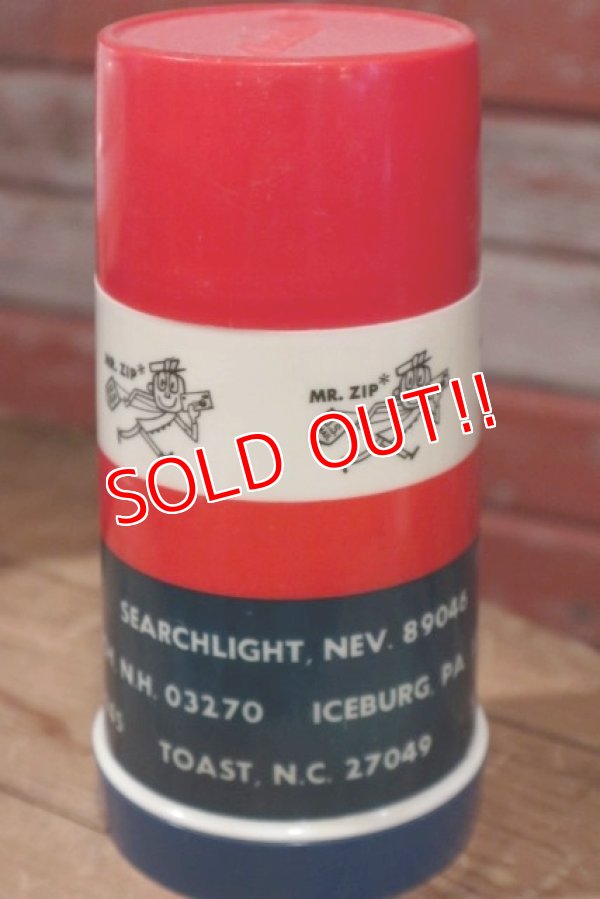 MR. ZIP*
MR. ZIP*
SOLD OUT!!
SEARCHLIGHT, NEV. 89046
N.H. 03270 ICEBURG, PA
TOAST, N.C. 27049